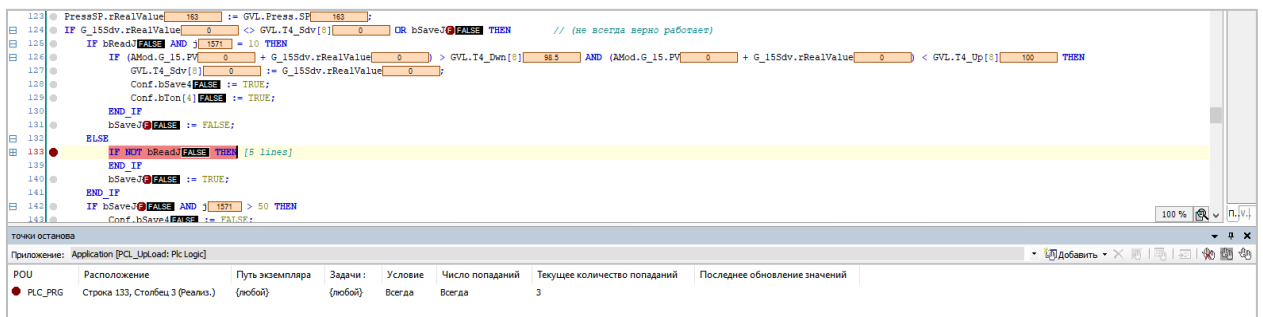 123 PressSP.rRealValue 163 := GVL.Press.SP 163 ;
124 IF G_15Sdv.rRealValue 0 <> GVL.T4_Sdv[8] 0 OR bSaveJ F FALSE THEN // (не всегда верно работает)
125 IF bReadJ FALSE AND j 1571 = 10 THEN
126 IF (AMod.G_15.PV 0 + G_15Sdv.rRealValue 0 ) > GVL.T4_Dwn[8] 98.5 AND (AMod.G_15.PV 0 + G_15Sdv.rRealValue 0 ) < GVL.T4_Up[8] 100 THEN
127 GVL.T4_Sdv[8] 0 := G_15Sdv.rRealValue 0 ;
128 Conf.bSave4 FALSE := TRUE;
129 Conf.bTon[4] FALSE := TRUE;
130 END_IF
131 bSaveJ F FALSE := FALSE;
132 ELSE
133 IF NOT bReadJ FALSE THEN [5 lines]
139 END_IF
140 bSaveJ F FALSE := TRUE;
141 END_IF
142 IF bSaveJ F FALSE AND j 1571 > 50 THEN
143 Conf.bSave4 FALSE := FALSE;
100 %
П.. V..
точки останова
Приложение: Application [PCL_UpLoad: Plc Logic]
Добавить
POU Расположение Путь экземпляра Задачи : Условие Число попаданий Текущее количество попаданий Последнее обновление значений
PLC_PRG Строка 133, Столбец 3 (Реализ.) {любой} {любой} Всегда Всегда 3